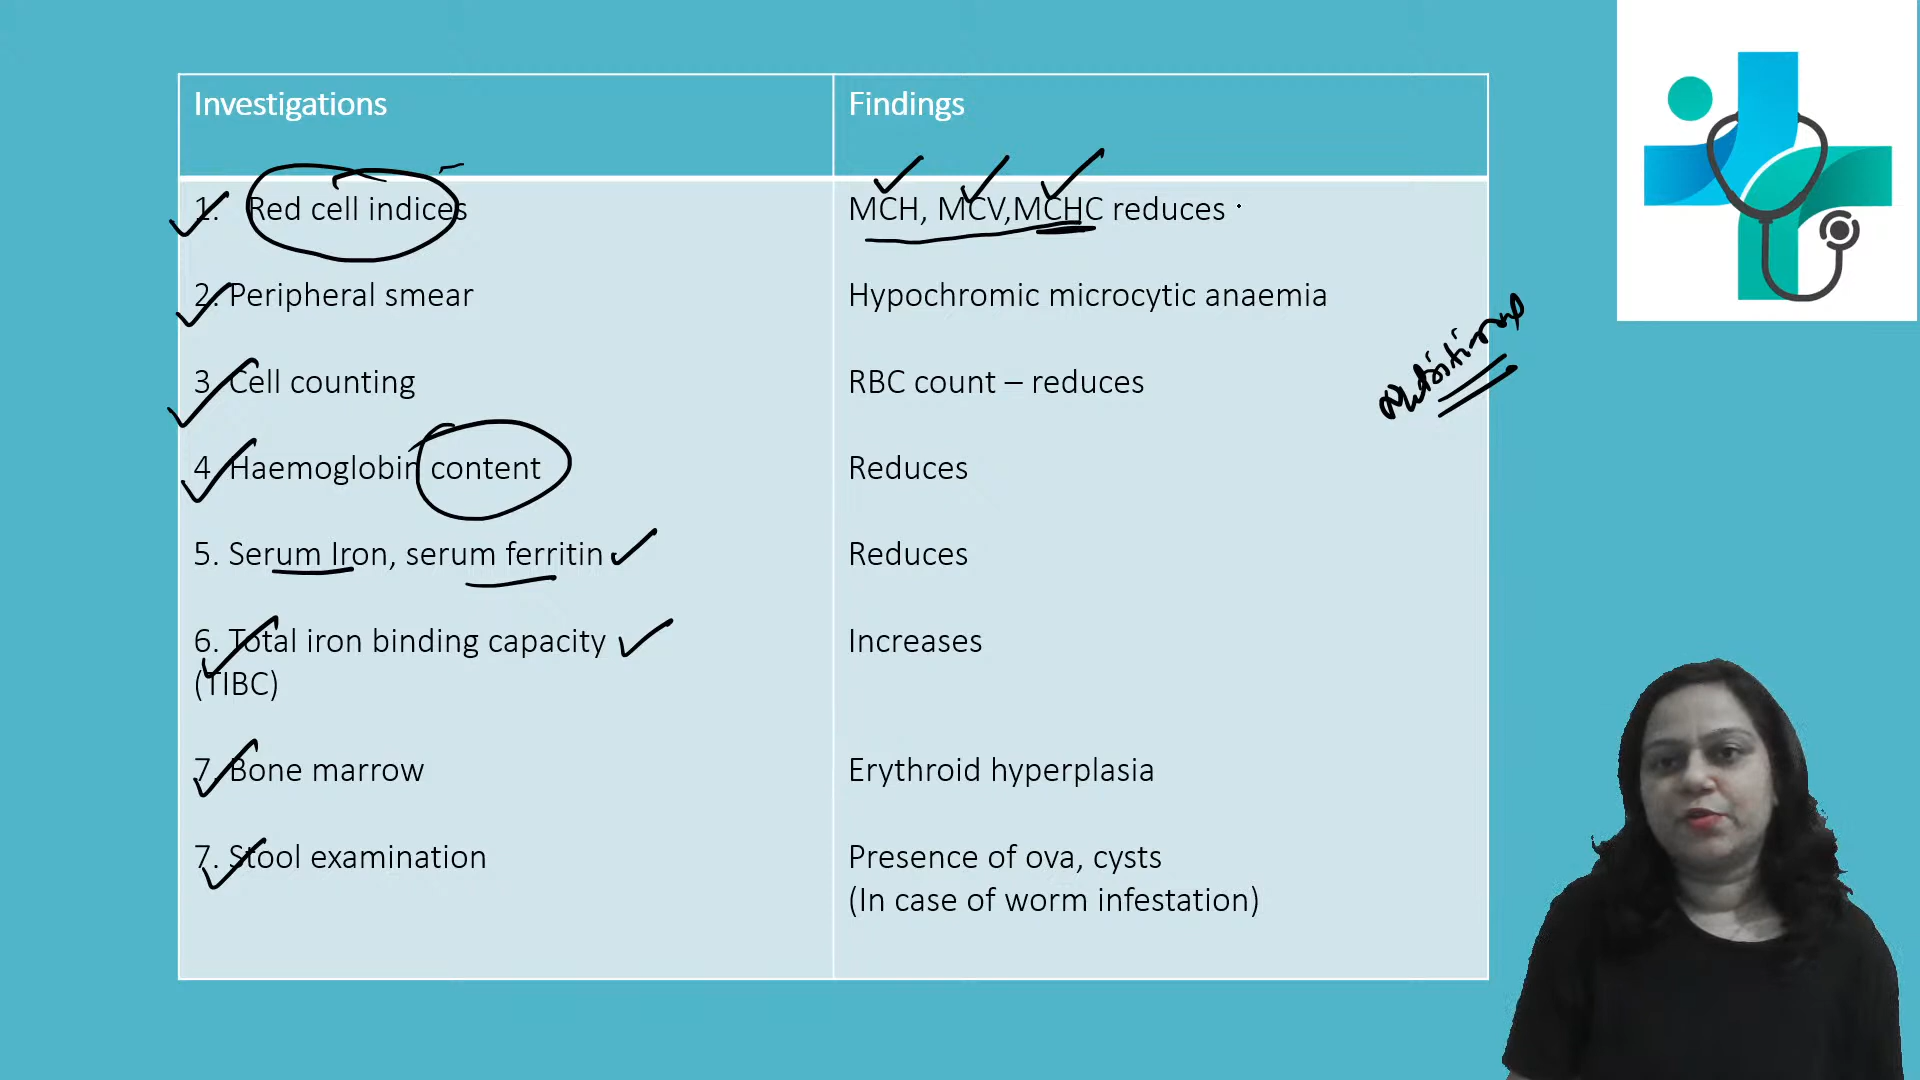 Investigations Findings
1. Red cell indices MCH, MCV,MCHC reduces
2. Peripheral smear Hypochromic microcytic anaemia
3. Cell counting RBC count – reduces
4. Haemoglobin content Reduces
5. Serum Iron, serum ferritin Reduces
6. Total iron binding capacity Increases
(TIBC)
7. Bone marrow Erythroid hyperplasia
7. Stool examination Presence of ova, cysts
(In case of worm infestation)